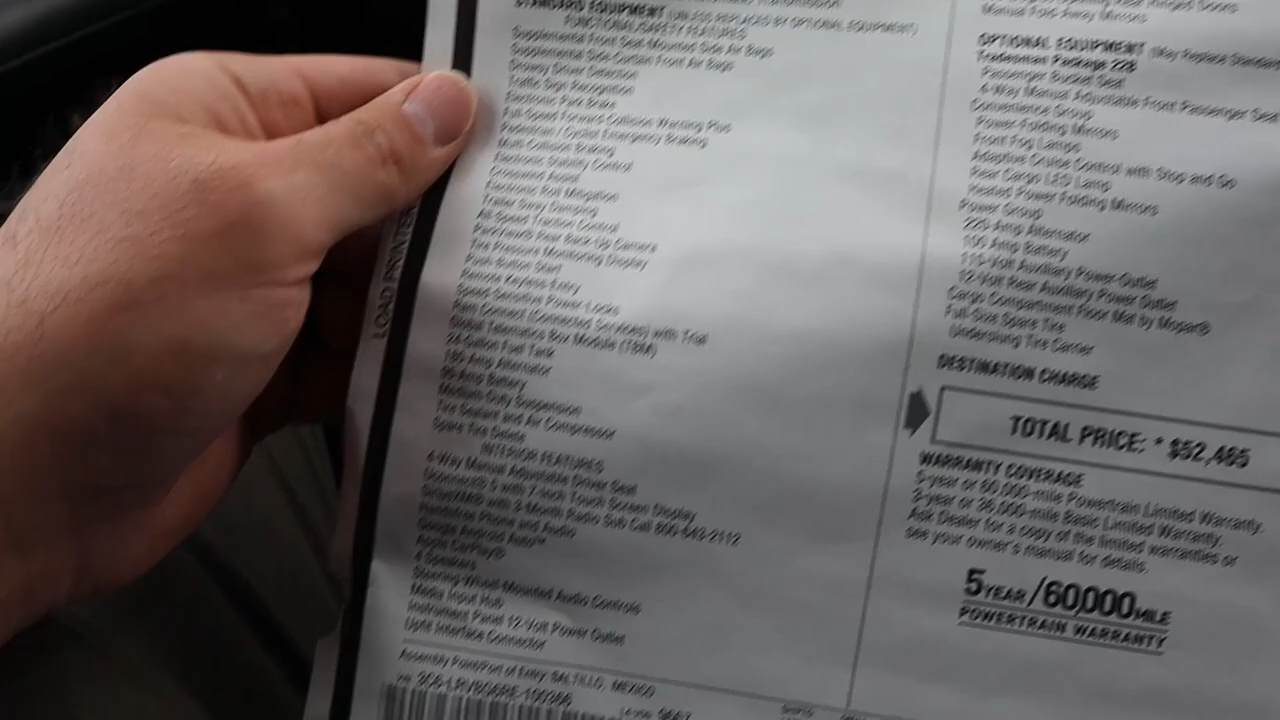 STANDARD EQUIPMENT (UNLESS REPLACED BY OPTIONAL EQUIPMENT)
FUNCTIONAL/SAFETY FEATURES
Supplemental Front Seat-Mounted Side Air Bags
Supplemental Side-Curtain Front Air Bags
Drowsy Driver Detection
Traffic Sign Recognition
Electronic Park Brake
Full-Speed Forward Collision Warning Plus
Pedestrian / Cyclist Emergency Braking
Multi-Collision Braking
Electronic Stability Control
Crosswind Assist
Electronic Roll Mitigation
Trailer Sway Damping
All-Speed Traction Control
ParkView® Rear Back-Up Camera
Tire Pressure Monitoring Display
Push-Button Start
Remote Keyless Entry
Speed-Sensitive Power-Locks
Ram Connect (Connected Services) with Trial
Global Telematics Box Module (TBM)
24-Gallon Fuel Tank
180-Amp Alternator
95-Amp Battery
Medium-Duty Suspension
Tire Sealant and Air Compressor
Spare Tire Delete
INTERIOR FEATURES
4-Way Manual Adjustable Driver Seat
Uconnect® 5 with 7-Inch Touch Screen Display
SiriusXM® with 3-Month Radio Sub Call 800-643-2112
Handsfree Phone and Audio
Google Android Auto™
Apple CarPlay®
4 Speakers
Steering-Wheel-Mounted Audio Controls
Media Input Hub
Instrument Panel 12-Volt Power Outlet
Upfit Interface Connector
Assembly Point/Port of Entry: SALTILLO, MEXICO
LOAD PRINTER
Manual Fold-Away Mirrors
OPTIONAL EQUIPMENT (May Replace Standard
Tradesman Package 22B
Passenger Bucket Seat
4-Way Manual Adjustable Front Passenger Seat
Convenience Group
Power-Folding Mirrors
Front Fog Lamps
Adaptive Cruise Control with Stop and Go
Rear Cargo LED Lamp
Heated Power Folding Mirrors
Power Group
220-Amp Alternator
100 Amp Battery
115-Volt Auxiliary Power Outlet
12-Volt Rear Auxiliary Power Outlet
Cargo Compartment Floor Mat by Mopar®
Full-Size Spare Tire
Underslung Tire Carrier
DESTINATION CHARGE
TOTAL PRICE: * $52,465
WARRANTY COVERAGE
5-year or 60,000-mile Powertrain Limited Warranty.
3-year or 36,000-mile Basic Limited Warranty.
Ask Dealer for a copy of the limited warranties or
see your owner's manual for details.
5 YEAR/60000 MILE
POWERTRAIN WARRANTY